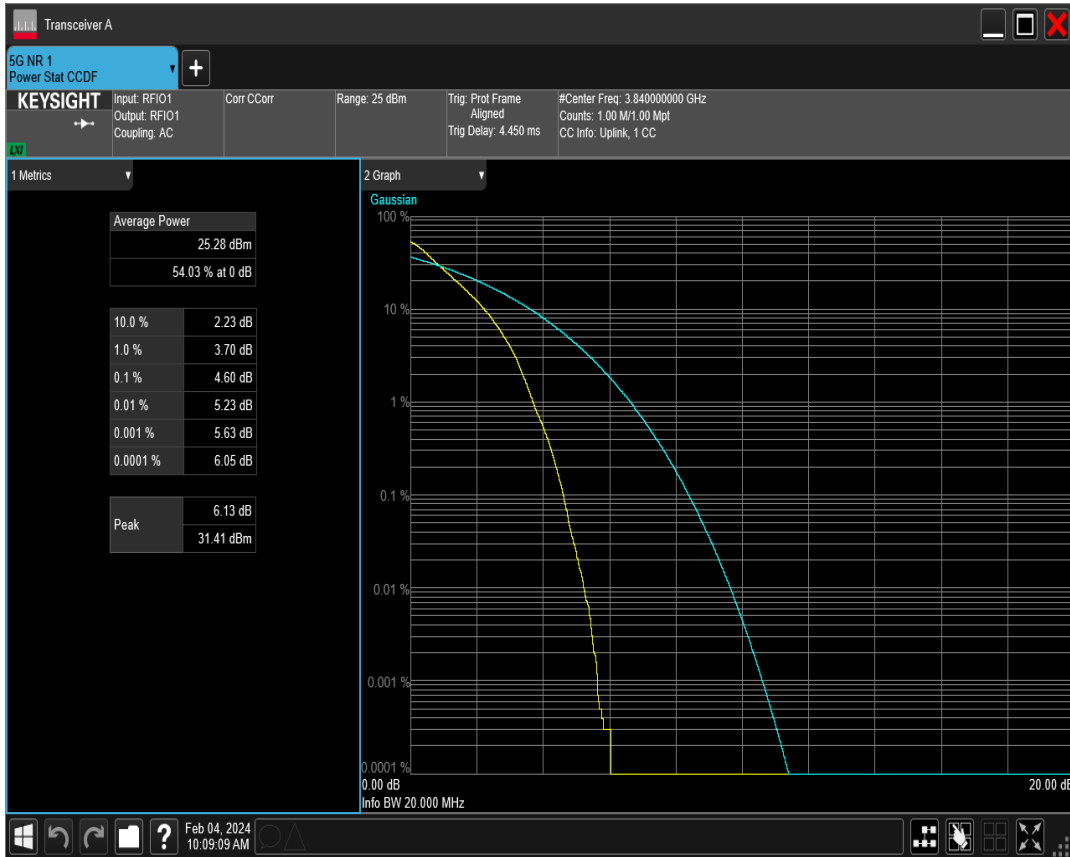 Transceiver A
5G NR 1
Power Stat CCDF
+
KEYSIGHT
LXI
Input: RFIO1
Output: RFIO1
Coupling: AC
Corr CCorr
Range: 25 dBm
Trig: Prot Frame
Aligned
Trig Delay: 4.450 ms
#Center Freq: 3.840000000 GHz
Counts: 1.00 M/1.00 Mpt
CC Info: Uplink, 1 CC
1 Metrics
Average Power
25.28 dBm
54.03 % at 0 dB
10.0 % 2.23 dB
1.0 % 3.70 dB
0.1 % 4.60 dB
0.01 % 5.23 dB
0.001 % 5.63 dB
0.0001 % 6.05 dB
Peak
6.13 dB
31.41 dBm
2 Graph
Gaussian
100 %
10 %
1 %
0.1 %
0.01 %
0.001 %
0.0001 %
0.00 dB 20.00 dB
Info BW 20.000 MHz
?
Feb 04, 2024
10:09:09 AM